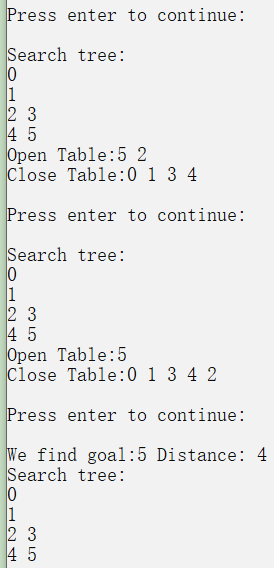 Press enter to continue:
Search tree:
0
1
2 3
4 5
Open Table:5 2
Close Table:0 1 3 4
Press enter to continue:
Search tree:
0
1
2 3
4 5
Open Table:5
Close Table:0 1 3 4 2
Press enter to continue:
We find goal:5 Distance: 4
Search tree:
0
1
2 3
4 5